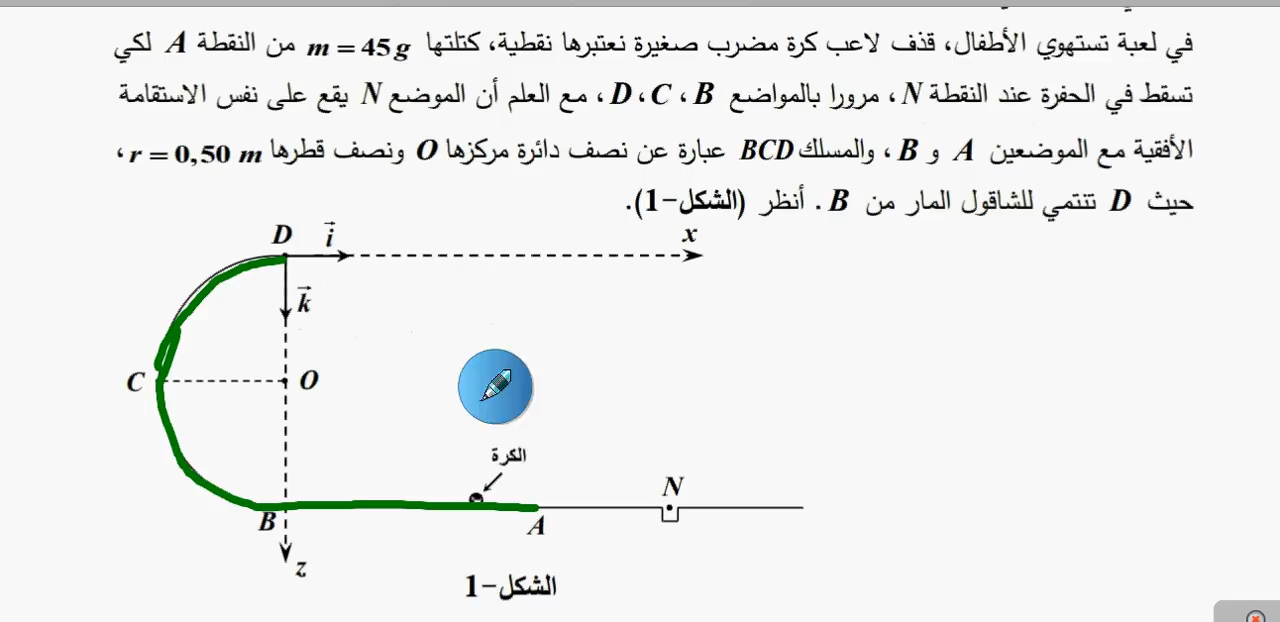 في لعبة تستهوي الأطفال، قذف لاعب كرة مضرب صغيرة نعتبرها نقطية، كتلتها m = 45 g من النقطة A لكي
تسقط في الحفرة عند النقطة N ، مرورا بالمواضع D ، C ، B ، مع العلم أن الموضع N يقع على نفس الاستقامة
الأفقية مع الموضعين A و B ، والمسلك BCD عبارة عن نصف دائرة مركزها O ونصف قطرها r = 0,50 m ،
حيث D تنتمي للشاقول المار من B . أنظر (الشكل-1).
D i x
k
C O
الكرة
N
B A
z
الشكل-1